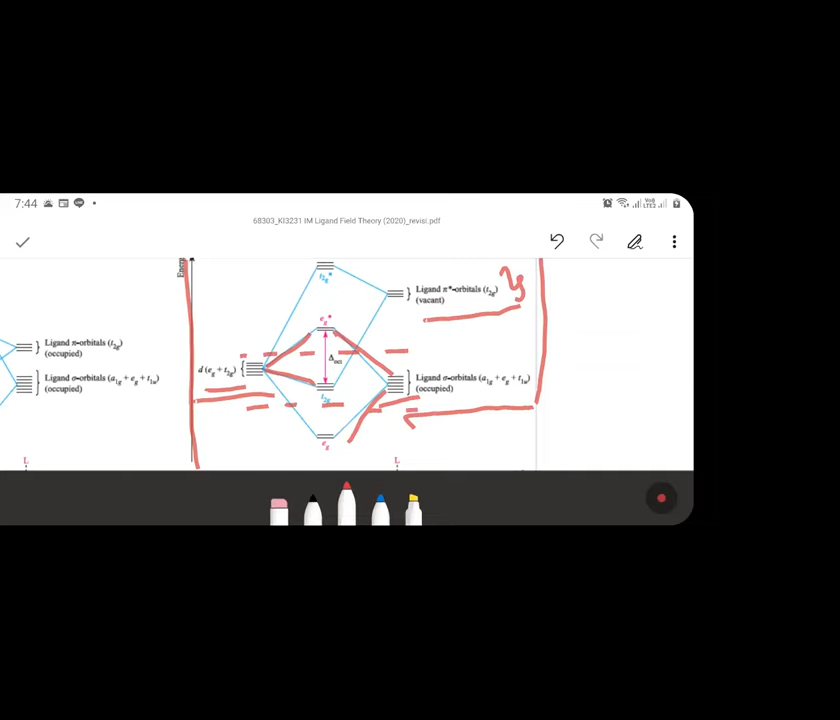 7:44
VoD
LTE2
68303_KI3231 IM Ligand Field Theory (2020)_revisi.pdf
Energy
t2g*
Ligand π*-orbitals (t2g)
(vacant)
eg*
Δoct
Ligand π-orbitals (t2g)
(occupied)
d (eg + t2g)
t2g
Ligand σ-orbitals (a1g + eg + t1u)
(occupied)
Ligand σ-orbitals (a1g + eg + t1u)
(occupied)
eg
L
L